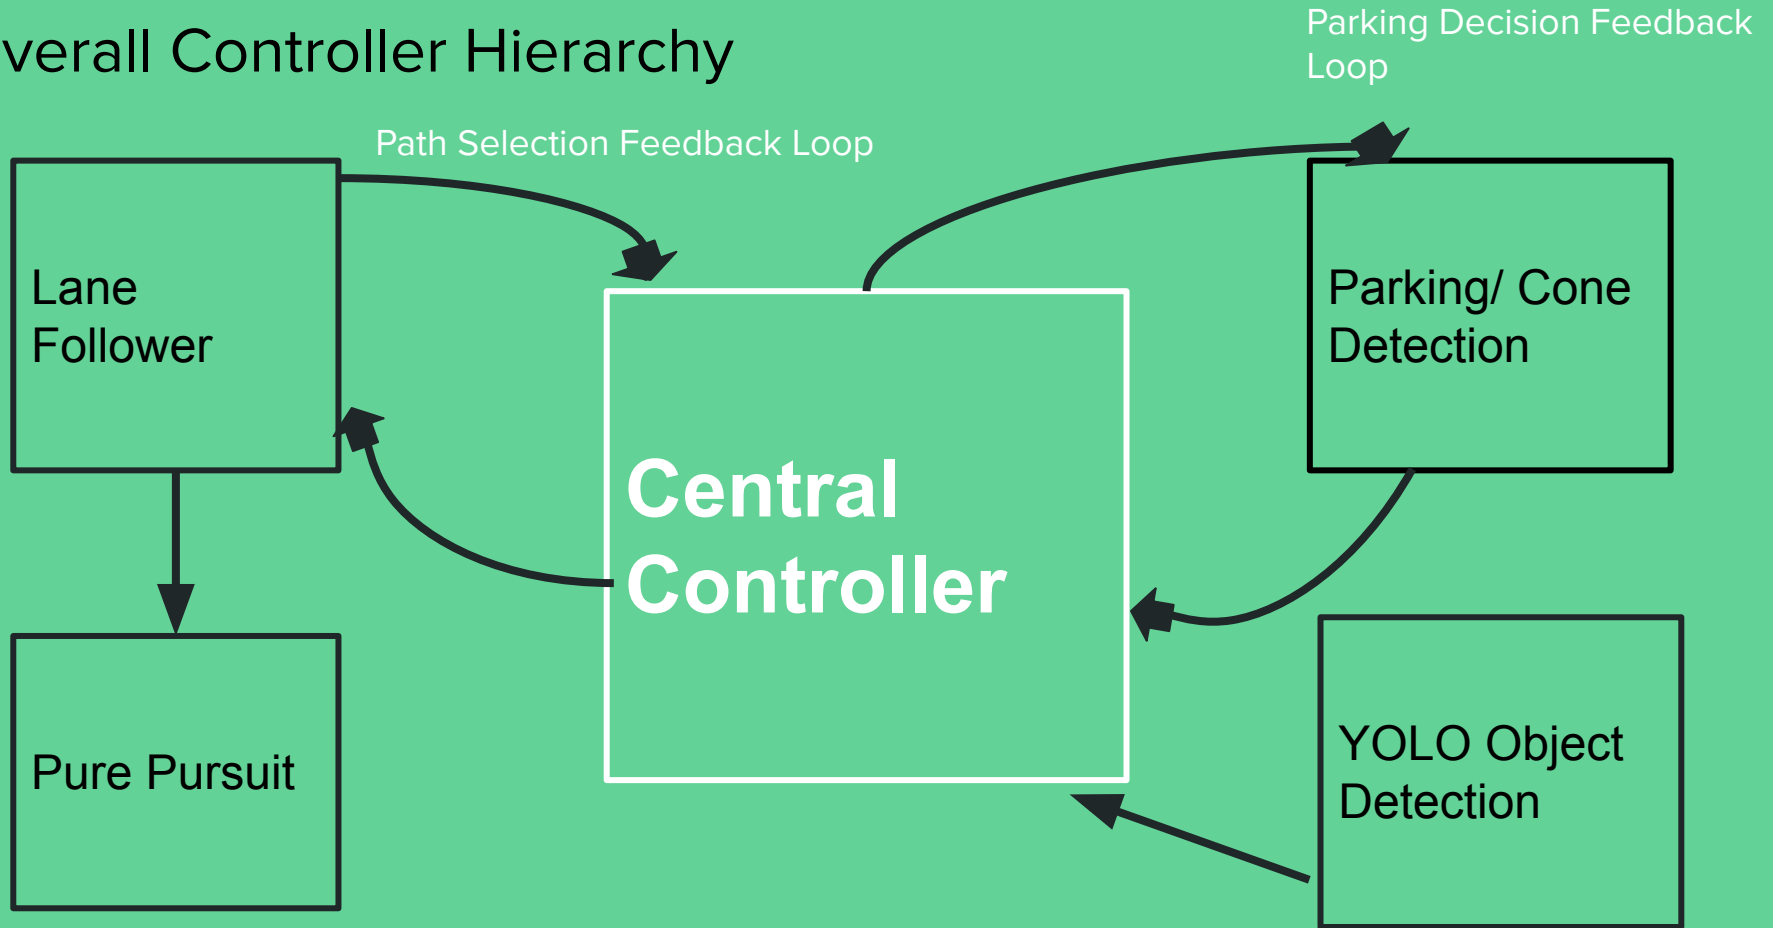 verall Controller Hierarchy
Parking Decision Feedback
Loop
Path Selection Feedback Loop
Lane
Follower
Parking/ Cone
Detection
Central
Controller
Pure Pursuit
YOLO Object
Detection